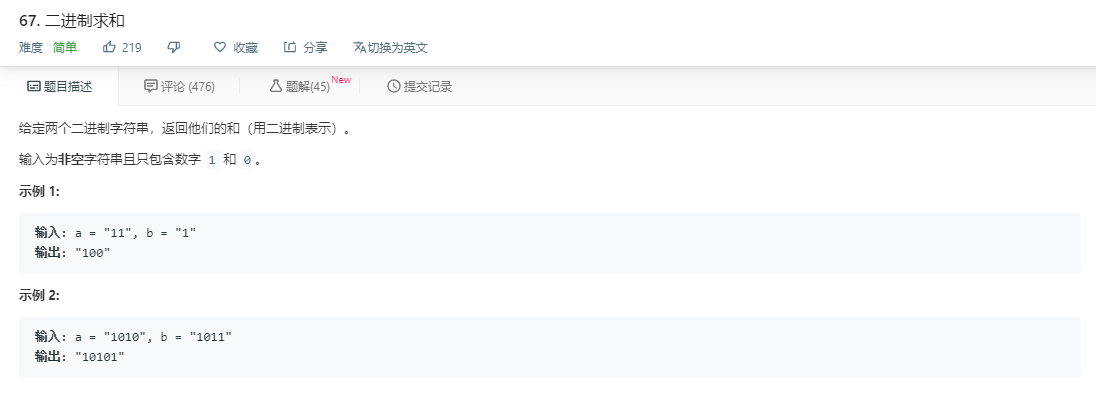 67. 二进制求和
难度 简单 219 收藏 分享 切换为英文
题目描述 评论 (476) 题解(45) New 提交记录
给定两个二进制字符串，返回他们的和（用二进制表示）。
输入为非空字符串且只包含数字 1 和 0。
示例 1:
输入: a = "11", b = "1"
输出: "100"
示例 2:
输入: a = "1010", b = "1011"
输出: "10101"